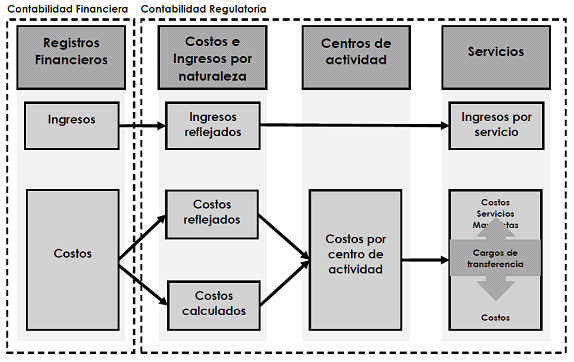 Contabilidad Financiera
Contabilidad Regulatoria
Registros
Financieros
Costos e
Ingresos por
naturaleza
Centros de
actividad
Servicios
Ingresos
Ingresos
reflejados
Ingresos por
servicio
Costos
Costos
reflejados
Costos
calculados
Costos por
centro de
actividad
Costos
Servicios
Cargos de
transferencia
Costos